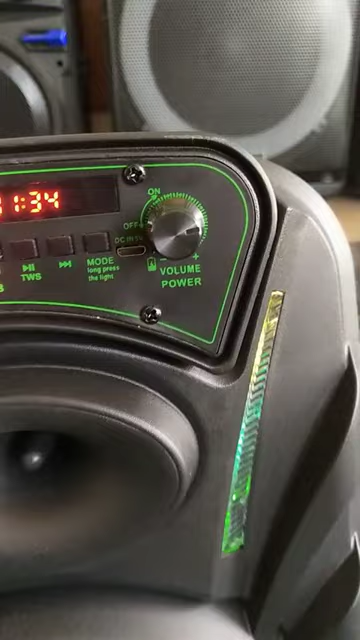 1:34
ON
OFF
DC IN 5V
TWS
MODE
long press
the light
- +
VOLUME
POWER